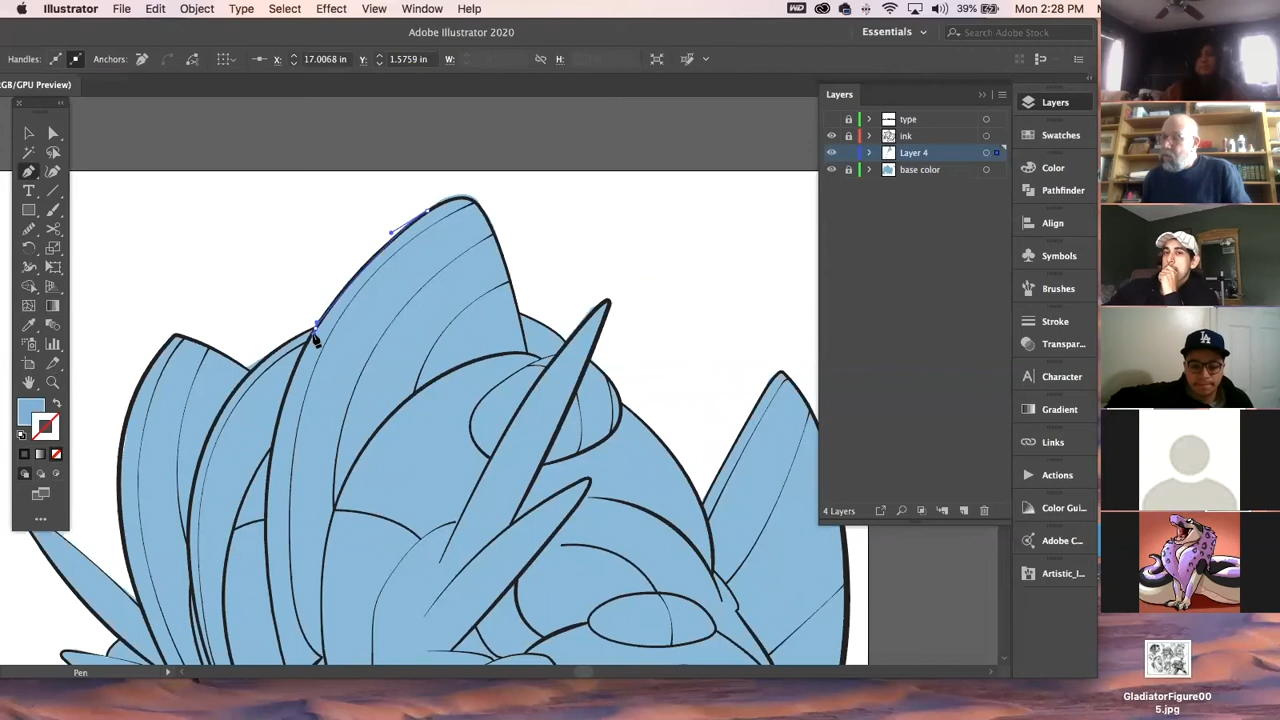 Illustrator File Edit Object Type Select Effect View Window Help 39% Mon 2:28 PM
Adobe Illustrator 2020 Essentials Search Adobe Stock
Handles: Anchors: X: 17.0068 in Y: 1.5759 in W: H:
RGB/GPU Preview)
Layers
type
ink
Layer 4
base color
4 Layers
Layers
Swatches
Color
Pathfinder
Align
Symbols
Brushes
Stroke
Transpar...
Character
Gradient
Links
Actions
Color Gui...
Adobe C...
Artistic_I...
Pen
LA
GladiatorFigure00
5.jpg